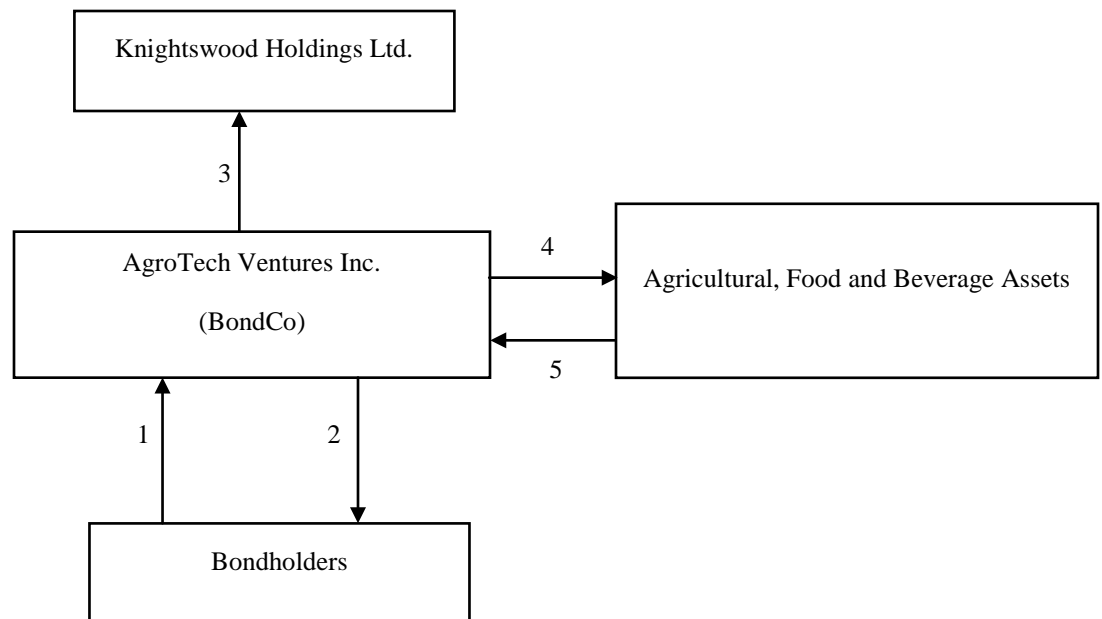 Knightswood Holdings Ltd.
3
AgroTech Ventures Inc.
(BondCo)
4
Agricultural, Food and Beverage Assets
5
1
2
Bondholders